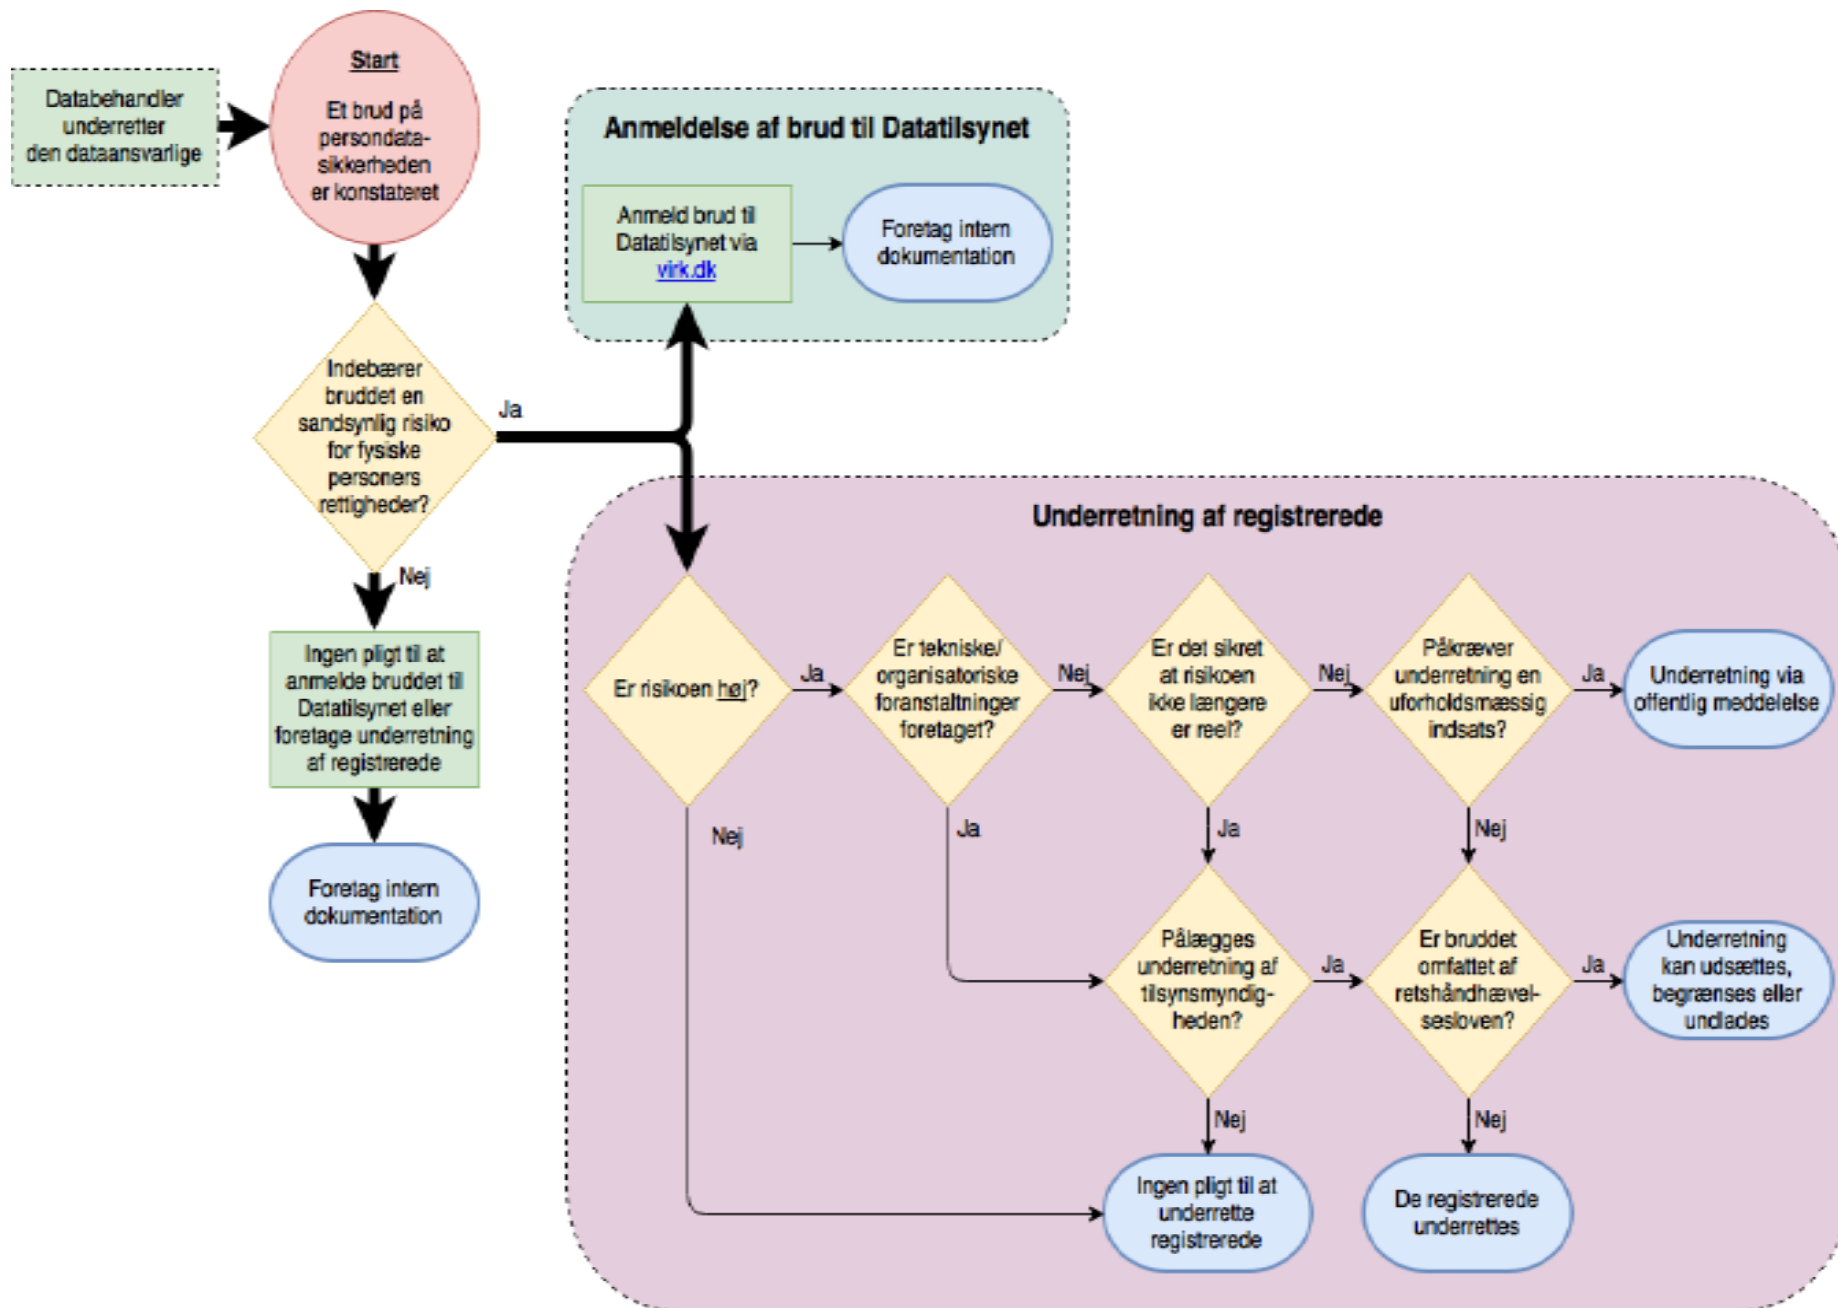 Databehandler
underretter
den dataansvarlige
Start
Et brud på
persondata-
sikkerheden
er konstateret
Anmeldelse af brud til Datatilsynet
Anmeld brud til
Datatilsynet via
virk.dk
Foretag intern
dokumentation
Indebærer
bruddet en
sandsynlig risiko
for fysiske
personers
rettigheder?
Ja
Nej
Ingen pligt til at
anmelde bruddet til
Datatilsynet eller
foretage underretning
af registrerede
Foretag intern
dokumentation
Underretning af registrerede
Er risikoen høj?
Ja
Er tekniske/
organisatoriske
foranstaltninger
foretaget?
Nej
Er det sikret
at risikoen
ikke længere
er reel?
Nej
Påkræver
underretning en
uforholdsmæssig
indsats?
Ja
Underretning via
offentlig meddelelse
Nej
Ja
Ja
Nej
Pålægges
underretning af
tilsynsmyndig-
heden?
Ja
Er bruddet
omfattet af
retshåndhævel-
sesloven?
Ja
Underretning
kan udsættes,
begrænses eller
undlades
Nej
Nej
Ingen pligt til at
underrette
registrerede
De registrerede
underrettes